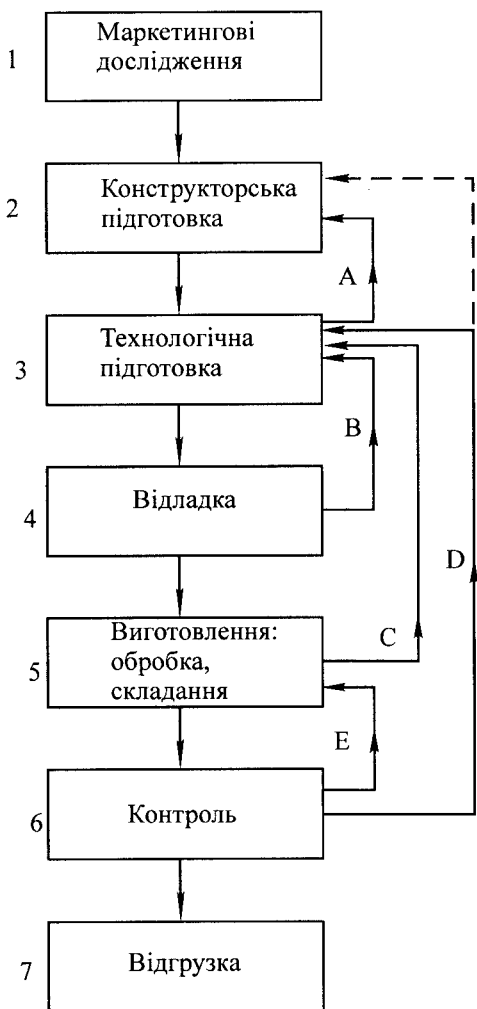 1
Маркетингові
дослідження
2
Конструкторська
підготовка
A
3
Технологічна
підготовка
B
4
Відладка
D
5
Виготовлення:
обробка,
складання
C
E
6
Контроль
7
Відгрузка